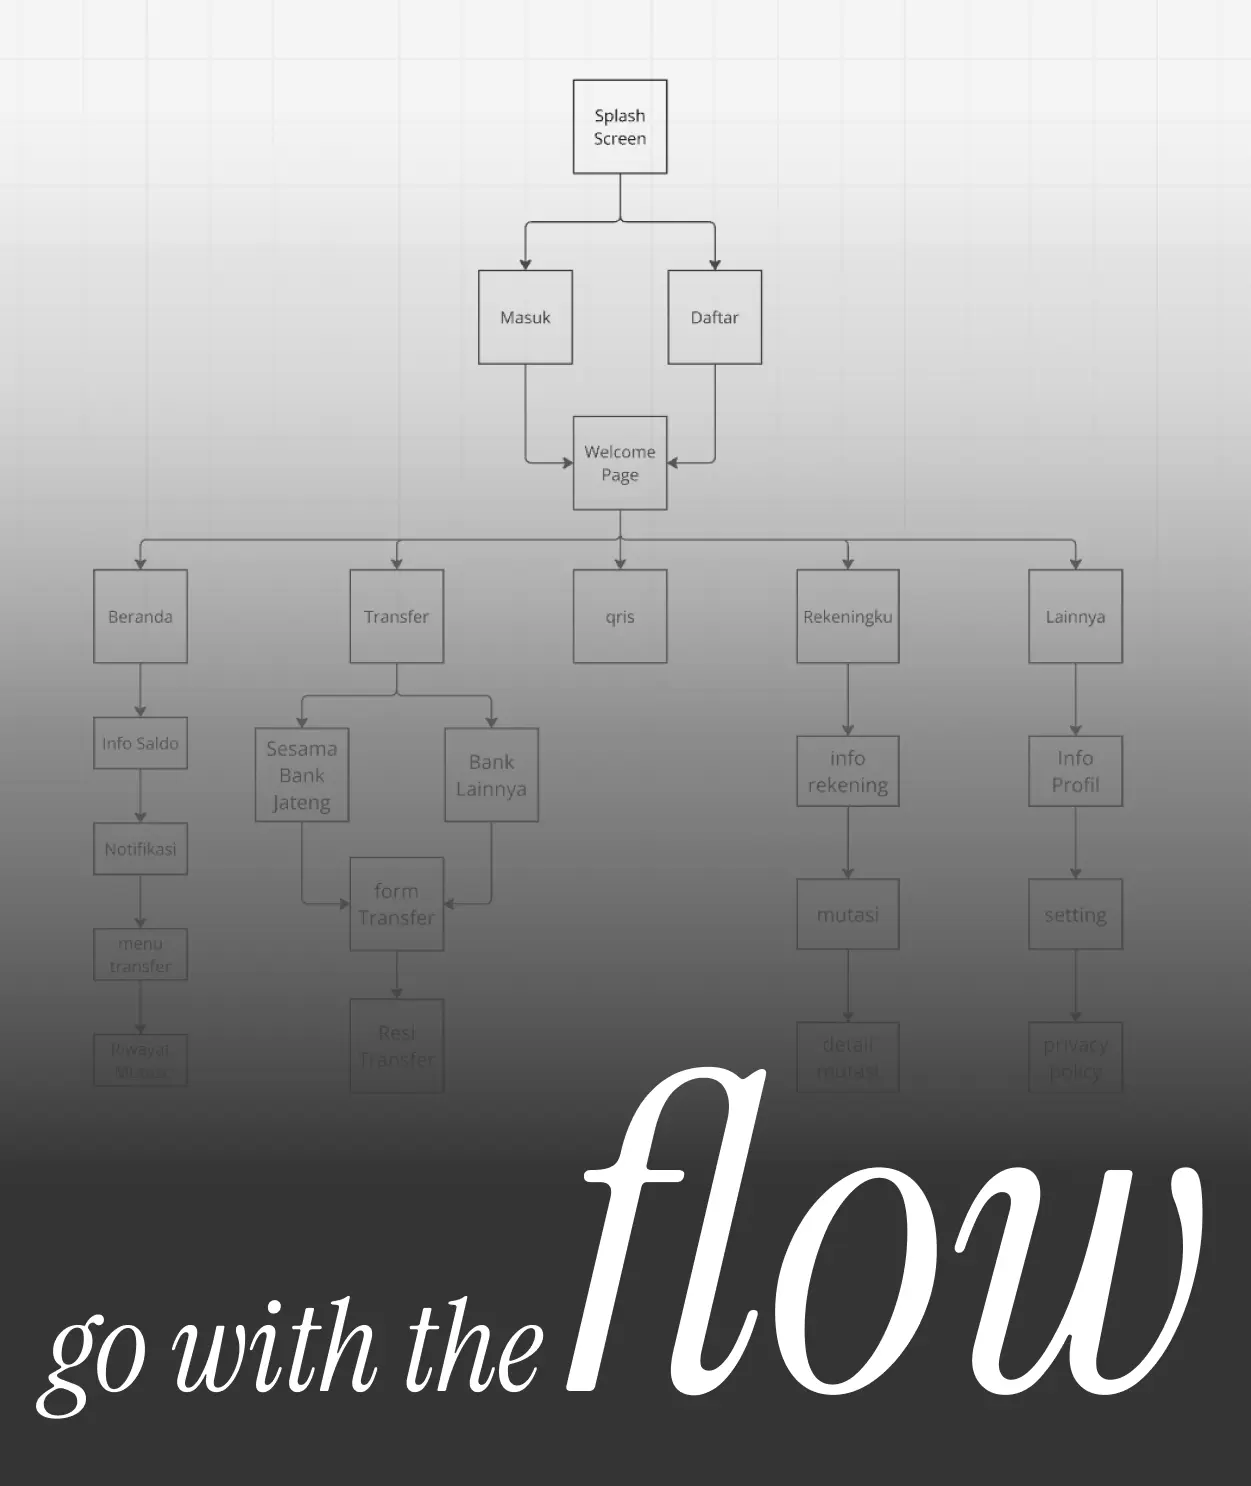 Splash
Screen
Masuk
Daftar
Welcome
Page
Beranda
Transfer
qris
Rekeningku
Lainnya
Info Saldo
Sesama
Bank
Jateng
Bank
Lainnya
info
rekening
Info
Profil
Notifikasi
form
Transfer
mutasi
setting
menu
transfer
Resi
Transfer
detail
mutasi
privacy
policy
Riwayat
go with the flow